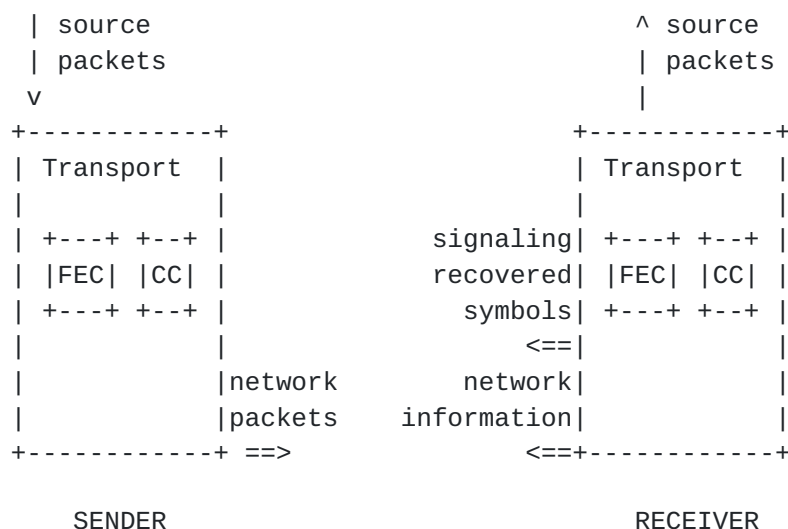 | source ^ source
| packets | packets
v |
+------------+ +------------+
| Transport | | Transport |
| | | |
| +---+ +--+ | signaling| +---+ +--+ |
| |FEC| |CC| | recovered| |FEC| |CC| |
| +---+ +--+ | symbols| +---+ +--+ |
| | <==| |
| |network network| |
| |packets information| |
+------------+ ==> <==+------------+
SENDER RECEIVER